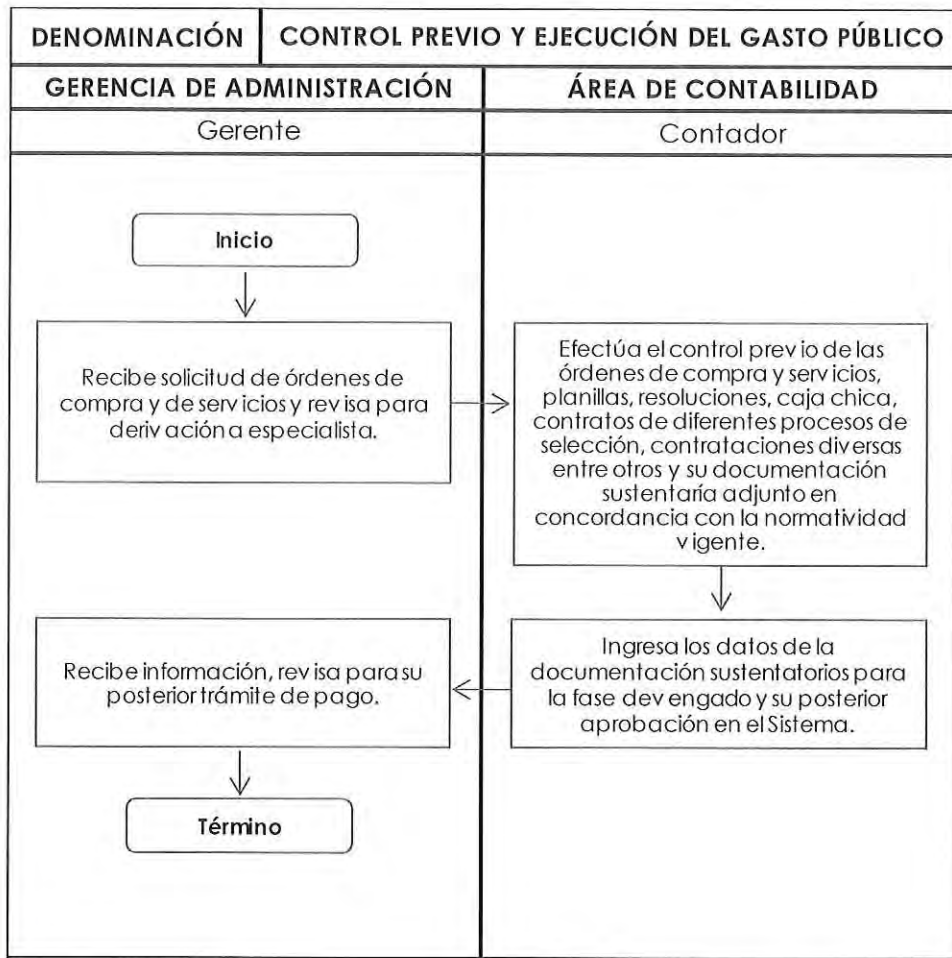 DENOMINACIÓN
CONTROL PREVIO Y EJECUCIÓN DEL GASTO PÚBLICO
GERENCIA DE ADMINISTRACIÓN
ÁREA DE CONTABILIDAD
Gerente
Contador
Inicio
Recibe solicitud de órdenes de
compra y de servicios y revisa para
derivación a especialista.
Efectúa el control previo de las
órdenes de compra y servicios,
planillas, resoluciones, caja chica,
contratos de diferentes procesos de
selección, contrataciones diversas
entre otros y su documentación
sustentaría adjunto en
concordancia con la normatividad
vigente.
Recibe información, revisa para su
posterior trámite de pago.
Ingresa los datos de la
documentación sustentatorios para
la fase devengado y su posterior
aprobación en el Sistema.
Término